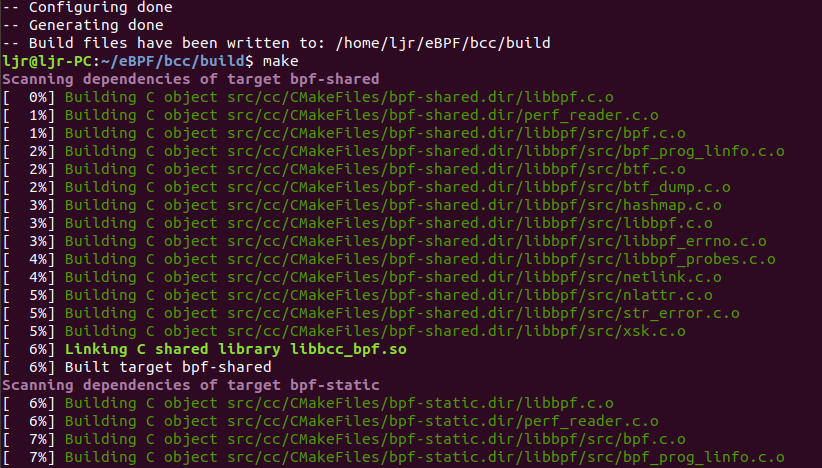 -- Configuring done
-- Generating done
-- Build files have been written to: /home/ljr/eBPF/bcc/build
ljr@ljr-PC:~/eBPF/bcc/build$ make
Scanning dependencies of target bpf-shared
[  0%] Building C object src/cc/CMakeFiles/bpf-shared.dir/libbpf.c.o
[  1%] Building C object src/cc/CMakeFiles/bpf-shared.dir/perf_reader.c.o
[  1%] Building C object src/cc/CMakeFiles/bpf-shared.dir/libbpf/src/bpf.c.o
[  2%] Building C object src/cc/CMakeFiles/bpf-shared.dir/libbpf/src/bpf_prog_linfo.c.o
[  2%] Building C object src/cc/CMakeFiles/bpf-shared.dir/libbpf/src/btf.c.o
[  2%] Building C object src/cc/CMakeFiles/bpf-shared.dir/libbpf/src/btf_dump.c.o
[  3%] Building C object src/cc/CMakeFiles/bpf-shared.dir/libbpf/src/hashmap.c.o
[  3%] Building C object src/cc/CMakeFiles/bpf-shared.dir/libbpf/src/libbpf.c.o
[  3%] Building C object src/cc/CMakeFiles/bpf-shared.dir/libbpf/src/libbpf_errno.c.o
[  4%] Building C object src/cc/CMakeFiles/bpf-shared.dir/libbpf/src/libbpf_probes.c.o
[  4%] Building C object src/cc/CMakeFiles/bpf-shared.dir/libbpf/src/netlink.c.o
[  5%] Building C object src/cc/CMakeFiles/bpf-shared.dir/libbpf/src/nlattr.c.o
[  5%] Building C object src/cc/CMakeFiles/bpf-shared.dir/libbpf/src/str_error.c.o
[  5%] Building C object src/cc/CMakeFiles/bpf-shared.dir/libbpf/src/xsk.c.o
[  6%] Linking C shared library libbcc_bpf.so
[  6%] Built target bpf-shared
Scanning dependencies of target bpf-static
[  6%] Building C object src/cc/CMakeFiles/bpf-static.dir/libbpf.c.o
[  6%] Building C object src/cc/CMakeFiles/bpf-static.dir/perf_reader.c.o
[  7%] Building C object src/cc/CMakeFiles/bpf-static.dir/libbpf/src/bpf.c.o
[  7%] Building C object src/cc/CMakeFiles/bpf-static.dir/libbpf/src/bpf_prog_linfo.c.o